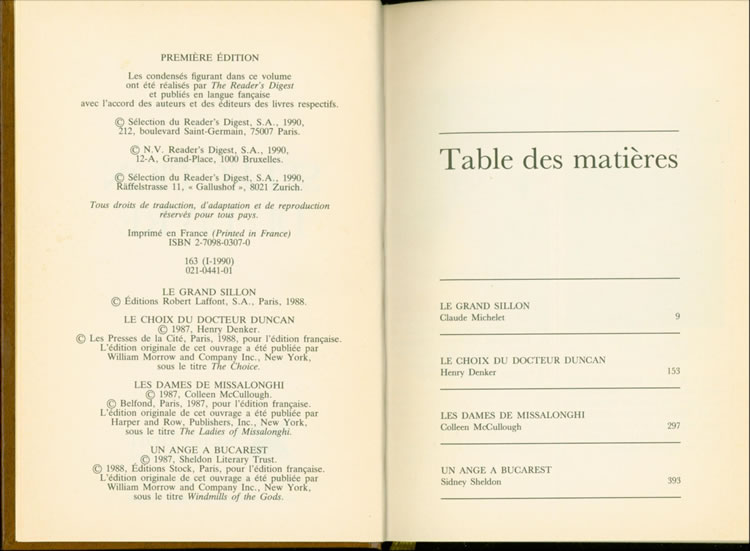 PREMIÈRE ÉDITION
Les condensés figurant dans ce volume
ont été réalisés par The Reader's Digest
et publiés en langue fançaise
avec l'accord des auteurs et des éditeurs des livres respectifs.
© Sélection du Reader's Digest, S.A., 1990,
212, boulevard Saint-Germain, 75007 Paris.
© N.V. Reader's Digest, S.A., 1990,
12-A, Grand-Place, 1000 Bruxelles.
© Sélection du Reader's Digest, S.A., 1990,
Räffelstrasse 11, « Gallushof », 8021 Zurich.
Tous droits de traduction, d'adaptation et de reproduction
réservés pour tous pays.
Imprimé en France (Printed in France)
ISBN 2-7098-0307-0
163 (I-1990)
021-0441-01
LE GRAND SILLON
© Éditions Robert Laffont, S.A., Paris, 1988.
LE CHOIX DU DOCTEUR DUNCAN
© 1987, Henry Denker.
© Les Presses de la Cité, Paris, 1988, pour l'édition française.
L'édition originale de cet ouvrage a été publiée par
William Morrow and Company Inc., New York,
sous le titre The Choice.
LES DAMES DE MISSALONGHI
© 1987, Colleen McCullough.
© Belfond, Paris, 1987, pour l'édition française.
L'édition originale de cet ouvrage a été publiée par
Harper and Row, Publishers, Inc., New York,
sous le titre The Ladies of Missalonghi.
UN ANGE A BUCAREST
© 1987, Sheldon Literary Trust.
© 1988, Éditions Stock, Paris, pour l'édition française.
L'édition originale de cet ouvrage a été publiée par
William Morrow and Company Inc., New York,
sous le titre Windmills of the Gods.
Table des matières
LE GRAND SILLON
Claude Michelet 9
LE CHOIX DU DOCTEUR DUNCAN
Henry Denker 153
LES DAMES DE MISSALONGHI
Colleen McCullough 297
UN ANGE A BUCAREST
Sidney Sheldon 393